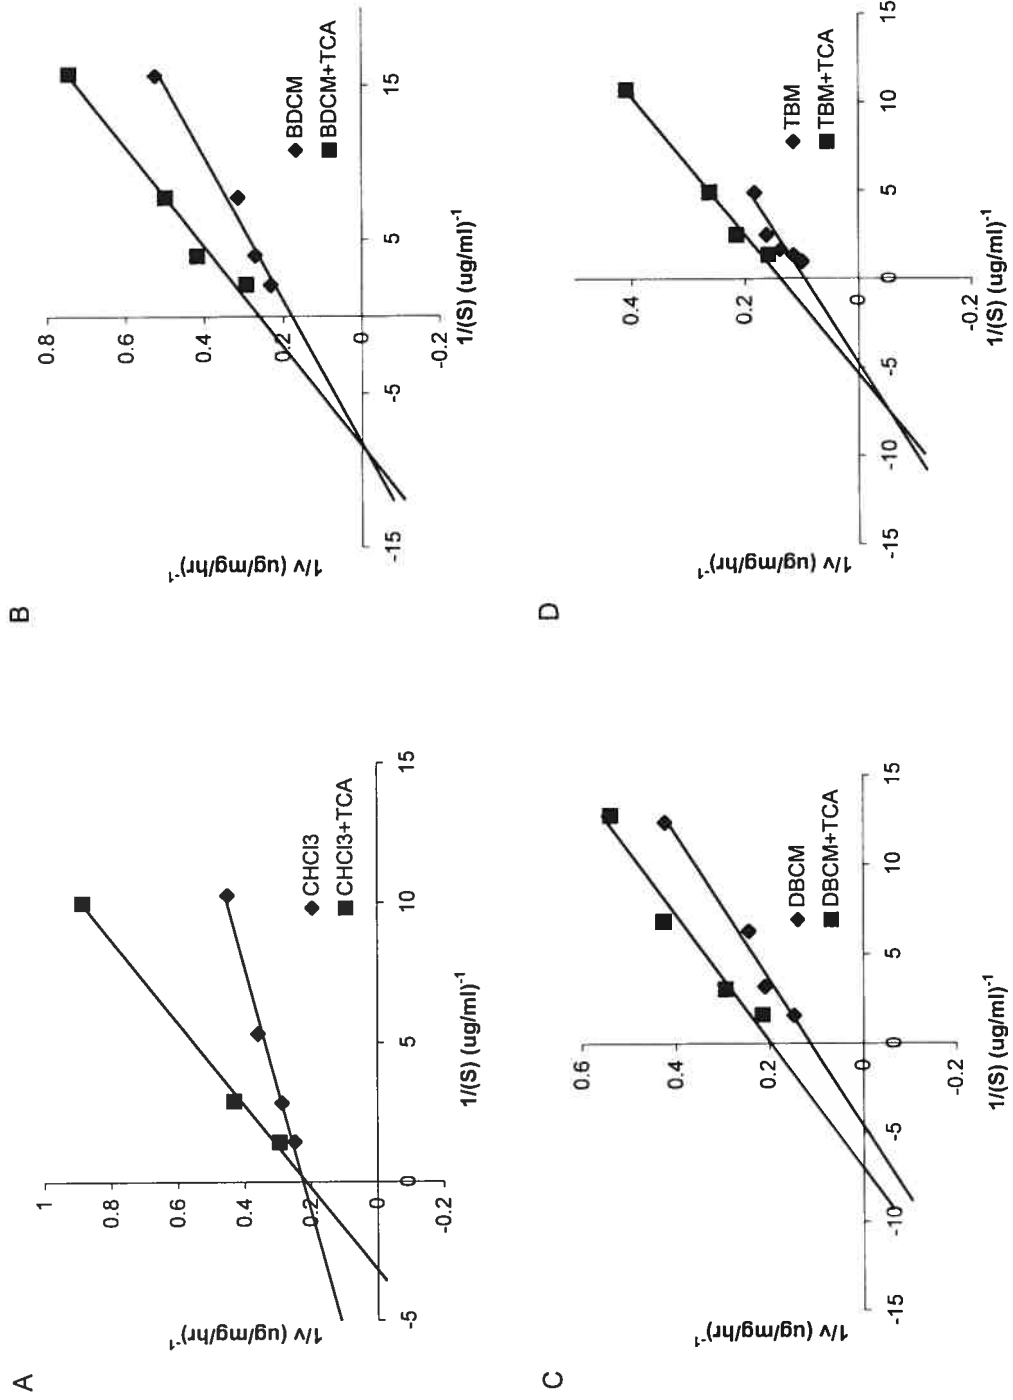 A
1/v (ug/mg/hr)⁻¹
1
0.8
0.6
0.4
0.2
0
-0.2
-5
0
5
10
15
1/(S) (ug/ml)⁻¹
CHCl3
CHCl3+TCA
B
1/v (ug/mg/hr)⁻¹
0.8
0.6
0.4
0.2
0
-0.2
-15
-5
5
15
1/(S) (ug/ml)⁻¹
BDCM
BDCM+TCA
C
1/v (ug/mg/hr)⁻¹
0.6
0.4
0.2
0
-0.2
-15
-10
-5
0
5
10
15
1/(S) (ug/ml)⁻¹
DBCM
DBCM+TCA
D
1/v (ug/mg/hr)⁻¹
0.4
0.2
0
-0.2
-15
-10
-5
0
5
10
15
1/(S) (ug/ml)⁻¹
TBM
TBM+TCA